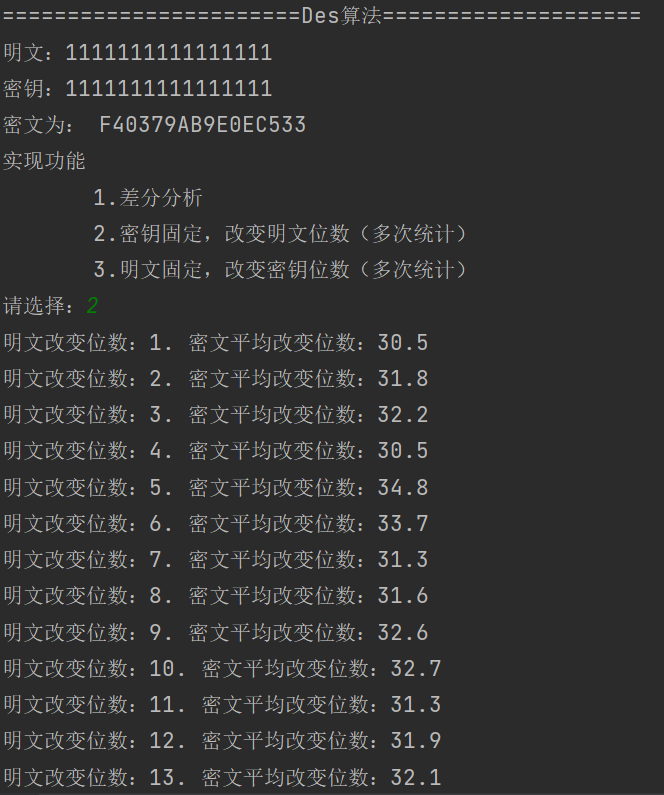 =======================Des算法====================
明文：1111111111111111
密钥：1111111111111111
密文为： F40379AB9E0EC533
实现功能
1.差分分析
2.密钥固定，改变明文位数（多次统计）
3.明文固定，改变密钥位数（多次统计）
请选择：2
明文改变位数：1. 密文平均改变位数：30.5
明文改变位数：2. 密文平均改变位数：31.8
明文改变位数：3. 密文平均改变位数：32.2
明文改变位数：4. 密文平均改变位数：30.5
明文改变位数：5. 密文平均改变位数：34.8
明文改变位数：6. 密文平均改变位数：33.7
明文改变位数：7. 密文平均改变位数：31.3
明文改变位数：8. 密文平均改变位数：31.6
明文改变位数：9. 密文平均改变位数：32.6
明文改变位数：10. 密文平均改变位数：32.7
明文改变位数：11. 密文平均改变位数：31.3
明文改变位数：12. 密文平均改变位数：31.9
明文改变位数：13. 密文平均改变位数：32.1